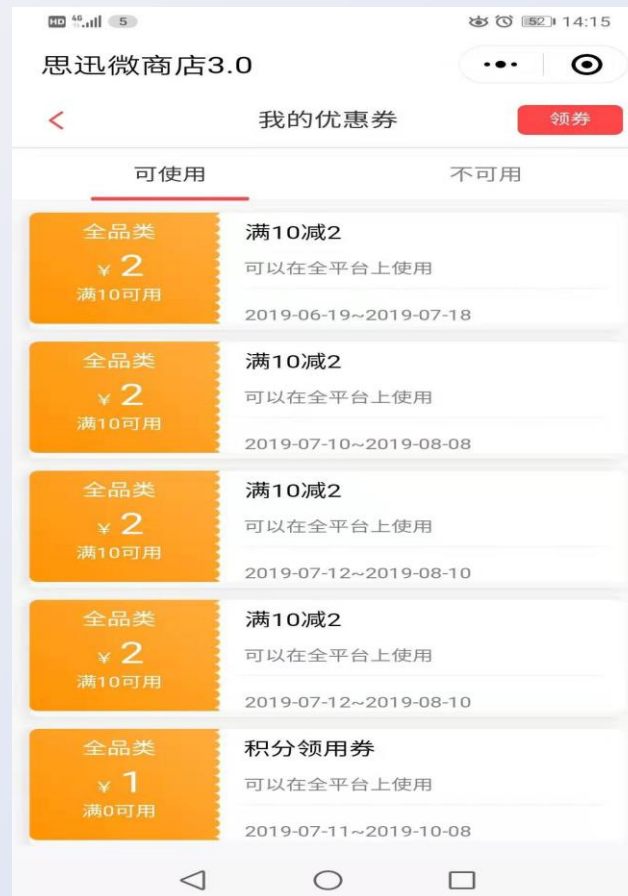 HD 4G 5 52 14:15
思迅微商店3.0
我的优惠券 领券
可使用 不可用
全品类
¥ 2
满10可用
满10减2
可以在全平台上使用
2019-06-19~2019-07-18
全品类
¥ 2
满10可用
满10减2
可以在全平台上使用
2019-07-10~2019-08-08
全品类
¥ 2
满10可用
满10减2
可以在全平台上使用
2019-07-12~2019-08-10
全品类
¥ 2
满10可用
满10减2
可以在全平台上使用
2019-07-12~2019-08-10
全品类
¥ 1
满0可用
积分领用券
可以在全平台上使用
2019-07-11~2019-10-08